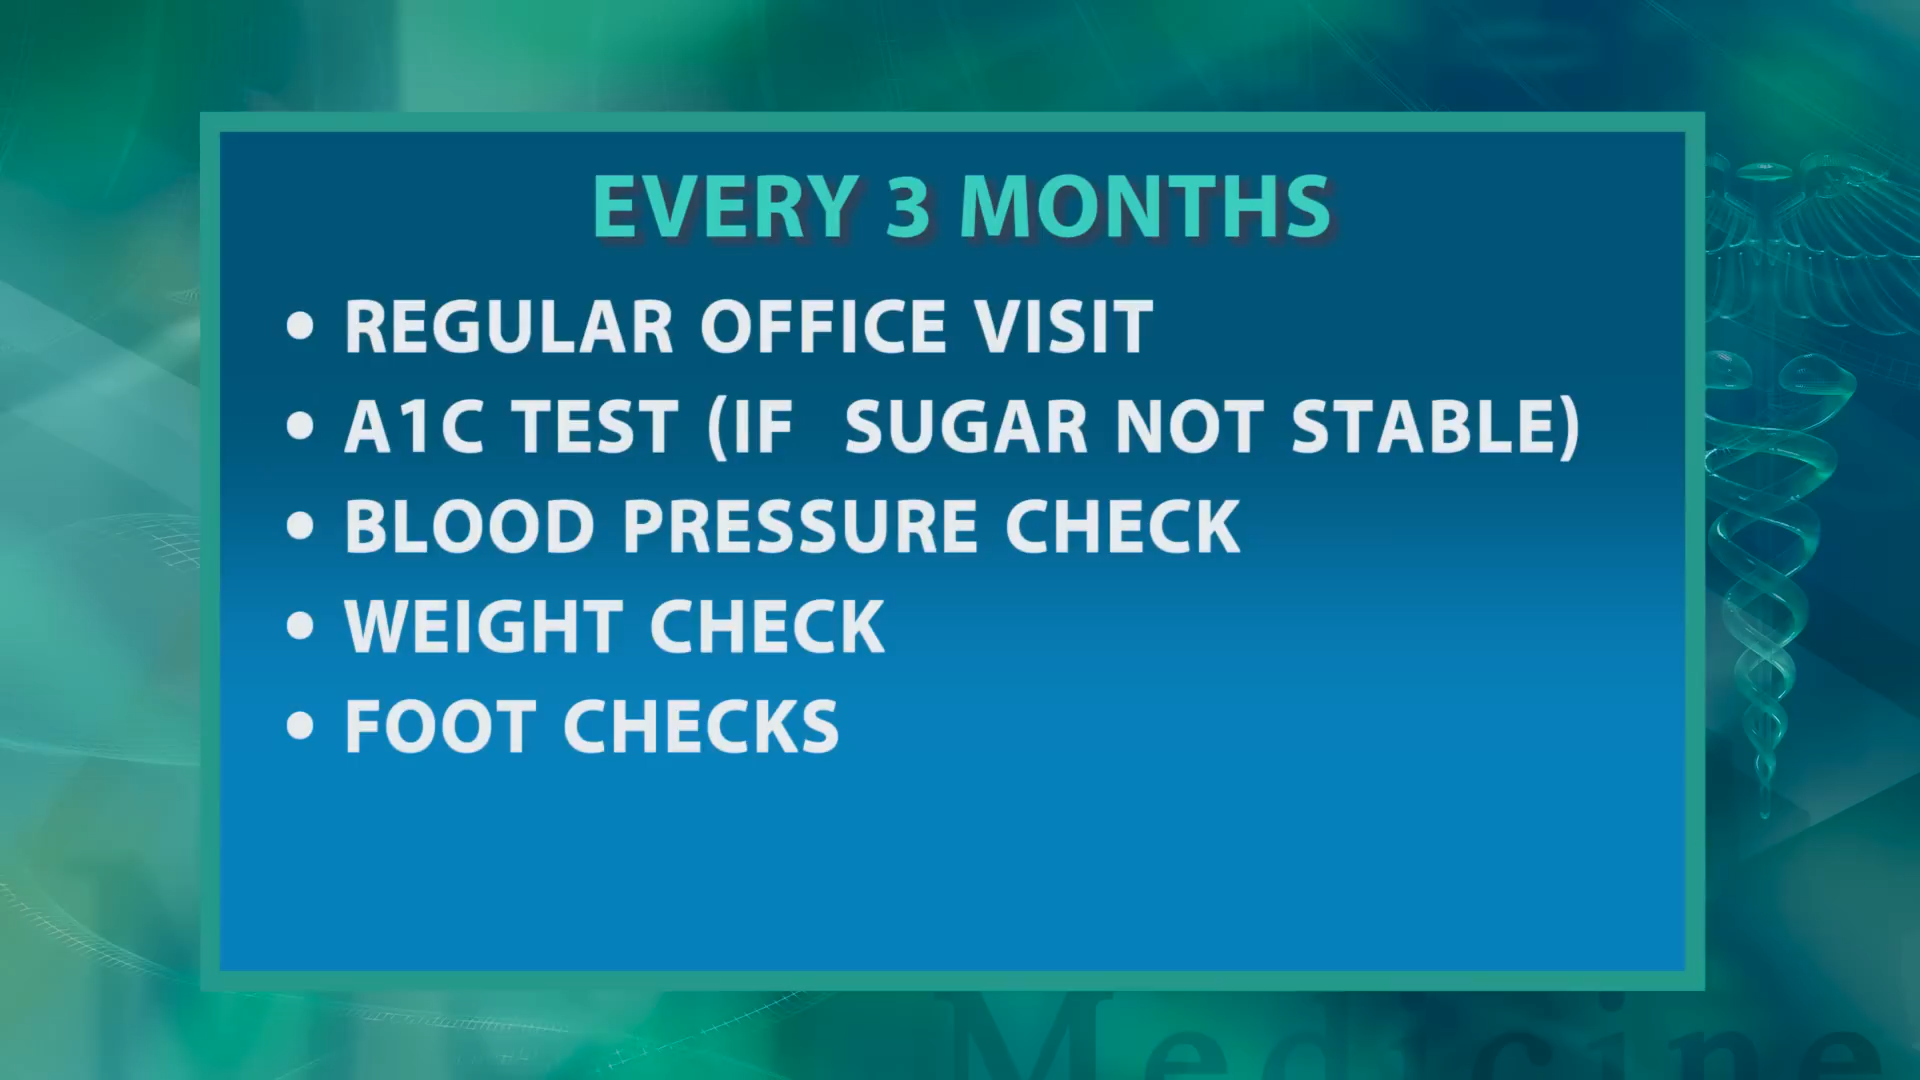 EVERY 3 MONTHS
• REGULAR OFFICE VISIT
• A1C TEST (IF  SUGAR NOT STABLE)
• BLOOD PRESSURE CHECK
• WEIGHT CHECK
• FOOT CHECKS
Medicine